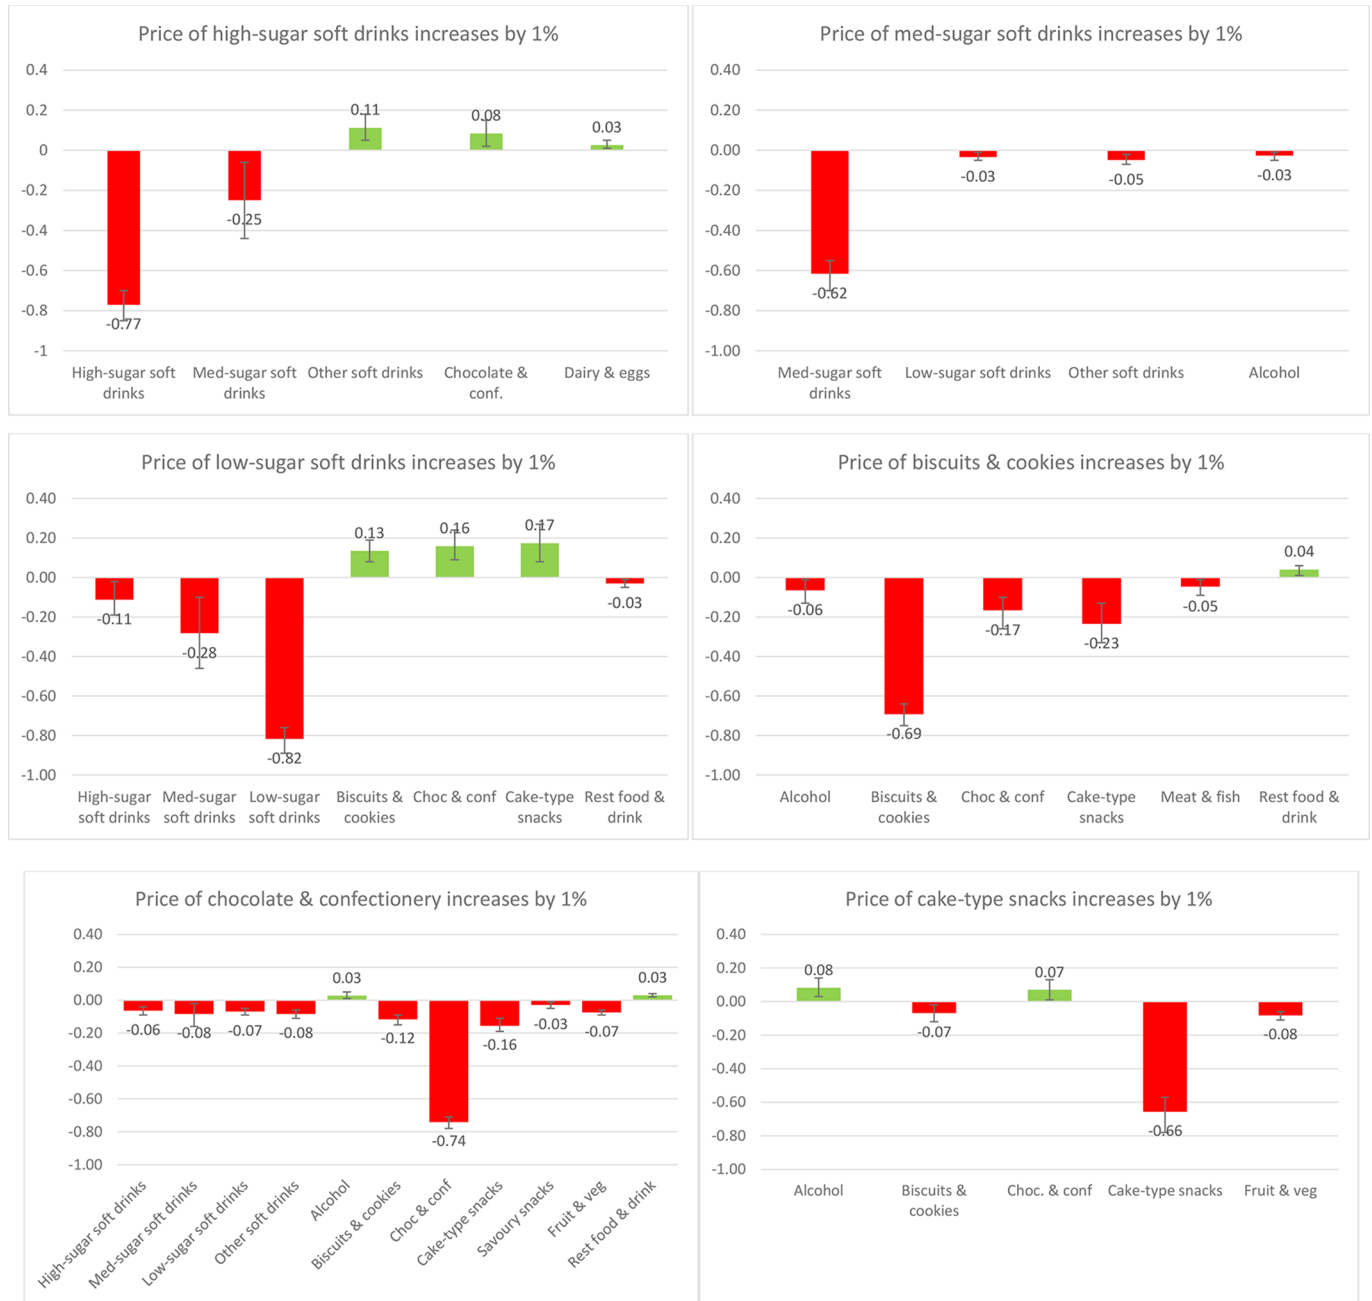 Price of high-sugar soft drinks increases by 1%
0.4
0.2
0
-0.2
-0.4
-0.6
-0.8
-1
0.11
0.08
0.03
-0.25
-0.77
High-sugar soft drinks
Med-sugar soft drinks
Other soft drinks
Chocolate & conf.
Dairy & eggs
Price of med-sugar soft drinks increases by 1%
0.40
0.20
0.00
-0.20
-0.40
-0.60
-0.80
-1.00
-0.62
-0.03
-0.05
-0.03
Med-sugar soft drinks
Low-sugar soft drinks
Other soft drinks
Alcohol
Price of low-sugar soft drinks increases by 1%
0.40
0.20
0.00
-0.20
-0.40
-0.60
-0.80
-1.00
-0.11
-0.28
-0.82
0.13
0.16
0.17
-0.03
High-sugar soft drinks
Med-sugar soft drinks
Low-sugar soft drinks
Biscuits & cookies
Choc & conf
Cake-type snacks
Rest food & drink
Price of biscuits & cookies increases by 1%
0.40
0.20
0.00
-0.20
-0.40
-0.60
-0.80
-1.00
-0.06
-0.69
-0.17
-0.23
-0.05
0.04
Alcohol
Biscuits & cookies
Choc & conf
Cake-type snacks
Meat & fish
Rest food & drink
Price of chocolate & confectionery increases by 1%
0.40
0.20
0.00
-0.20
-0.40
-0.60
-0.80
-1.00
-0.06
-0.08
-0.07
-0.08
0.03
-0.12
-0.74
-0.16
-0.03
-0.07
0.03
High-sugar soft drinks
Med-sugar soft drinks
Low-sugar soft drinks
Other soft drinks
Alcohol
Biscuits & cookies
Choc & conf
Cake-type snacks
Savoury snacks
Fruit & veg
Rest food & drink
Price of cake-type snacks increases by 1%
0.40
0.20
0.00
-0.20
-0.40
-0.60
-0.80
-1.00
0.08
-0.07
0.07
-0.66
-0.08
Alcohol
Biscuits & cookies
Choc. & conf
Cake-type snacks
Fruit & veg